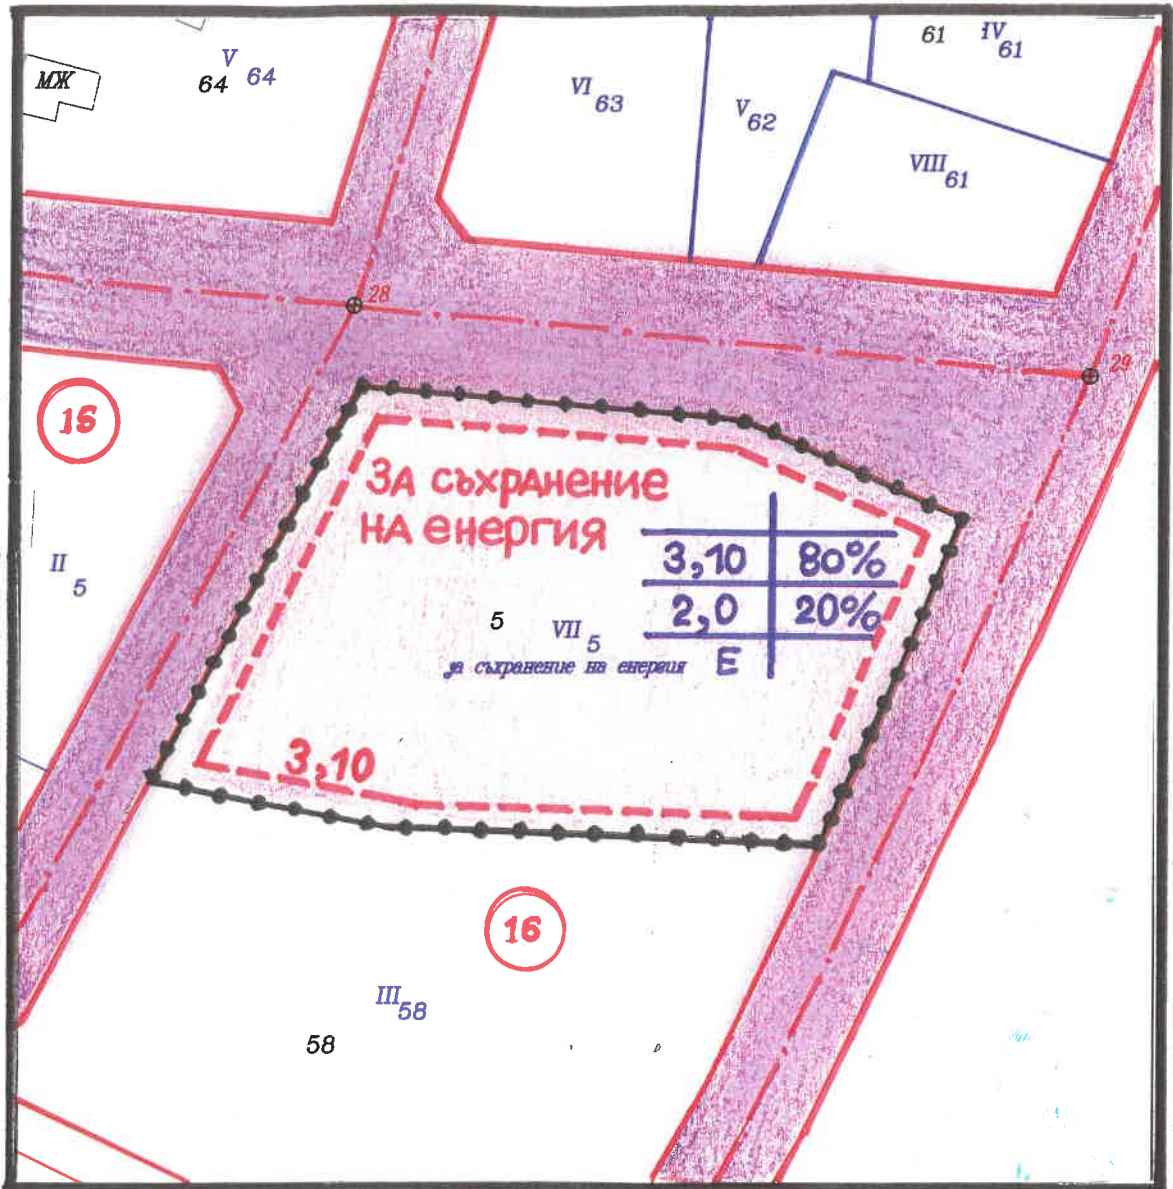 V
64 64
МЖ
VI 63
V 62
61 IV 61
VIII 61
28
29
15
ЗА СЪХРАНЕНИЕ
НА ЕНЕРГИЯ
3,10 80%
2,0 20%
E
II 5
5 VII 5
за съхранение на енергия
3,10
16
III 58
58